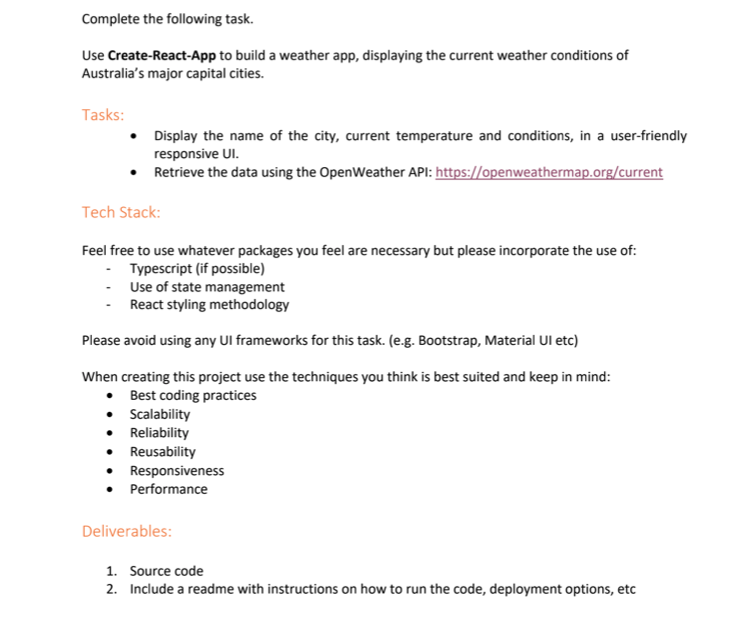 Complete the following task.
Use Create-React-App to build a weather app, displaying the current weather conditions of
Australia's major capital cities.
Tasks:
• Display the name of the city, current temperature and conditions, in a user-friendly
responsive UI.
• Retrieve the data using the OpenWeather API: https://openweathermap.org/current
Tech Stack:
Feel free to use whatever packages you feel are necessary but please incorporate the use of:
- Typescript (if possible)
- Use of state management
- React styling methodology
Please avoid using any UI frameworks for this task. (e.g. Bootstrap, Material UI etc)
When creating this project use the techniques you think is best suited and keep in mind:
• Best coding practices
• Scalability
• Reliability
• Reusability
• Responsiveness
• Performance
Deliverables:
1. Source code
2. Include a readme with instructions on how to run the code, deployment options, etc